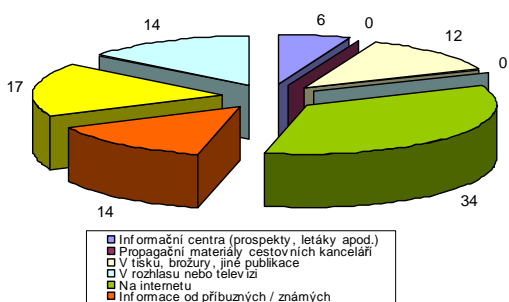 14
6
0
12
0
17
14
34
Informační centra (prospekty, letáky apod.)
Propagační materiály cestovních kanceláří
V tisku, brožury, jiné publikace
V rozhlasu nebo televizi
Na internetu
Informace od příbuzných / známých